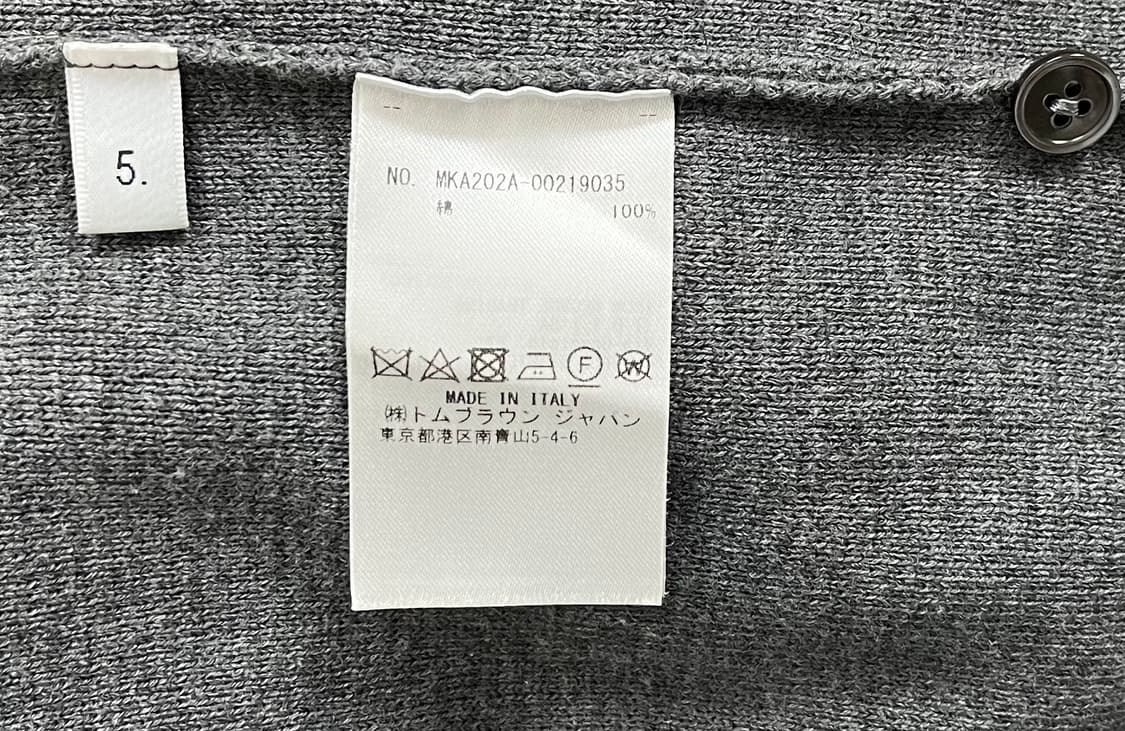 5.
NO. MKA202A-00219035
綿 100%
F W
MADE IN ITALY
㈱トムブラウン ジャパン
東京都港区南青山5-4-6